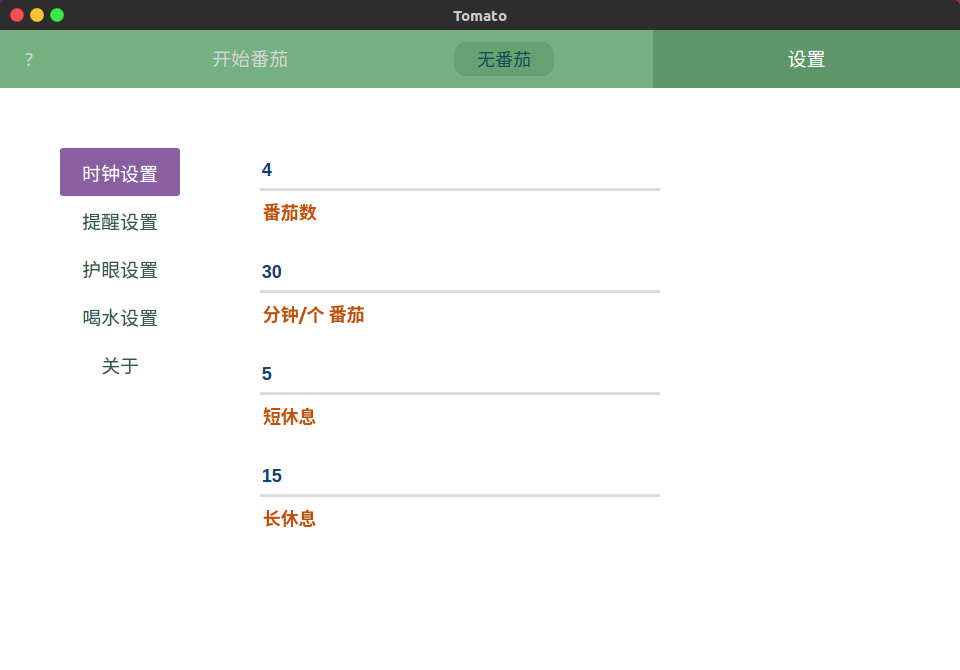 Tomato
? 开始番茄 无番茄 设置
时钟设置
提醒设置
护眼设置
喝水设置
关于
4
番茄数
30
分钟/个 番茄
5
短休息
15
长休息